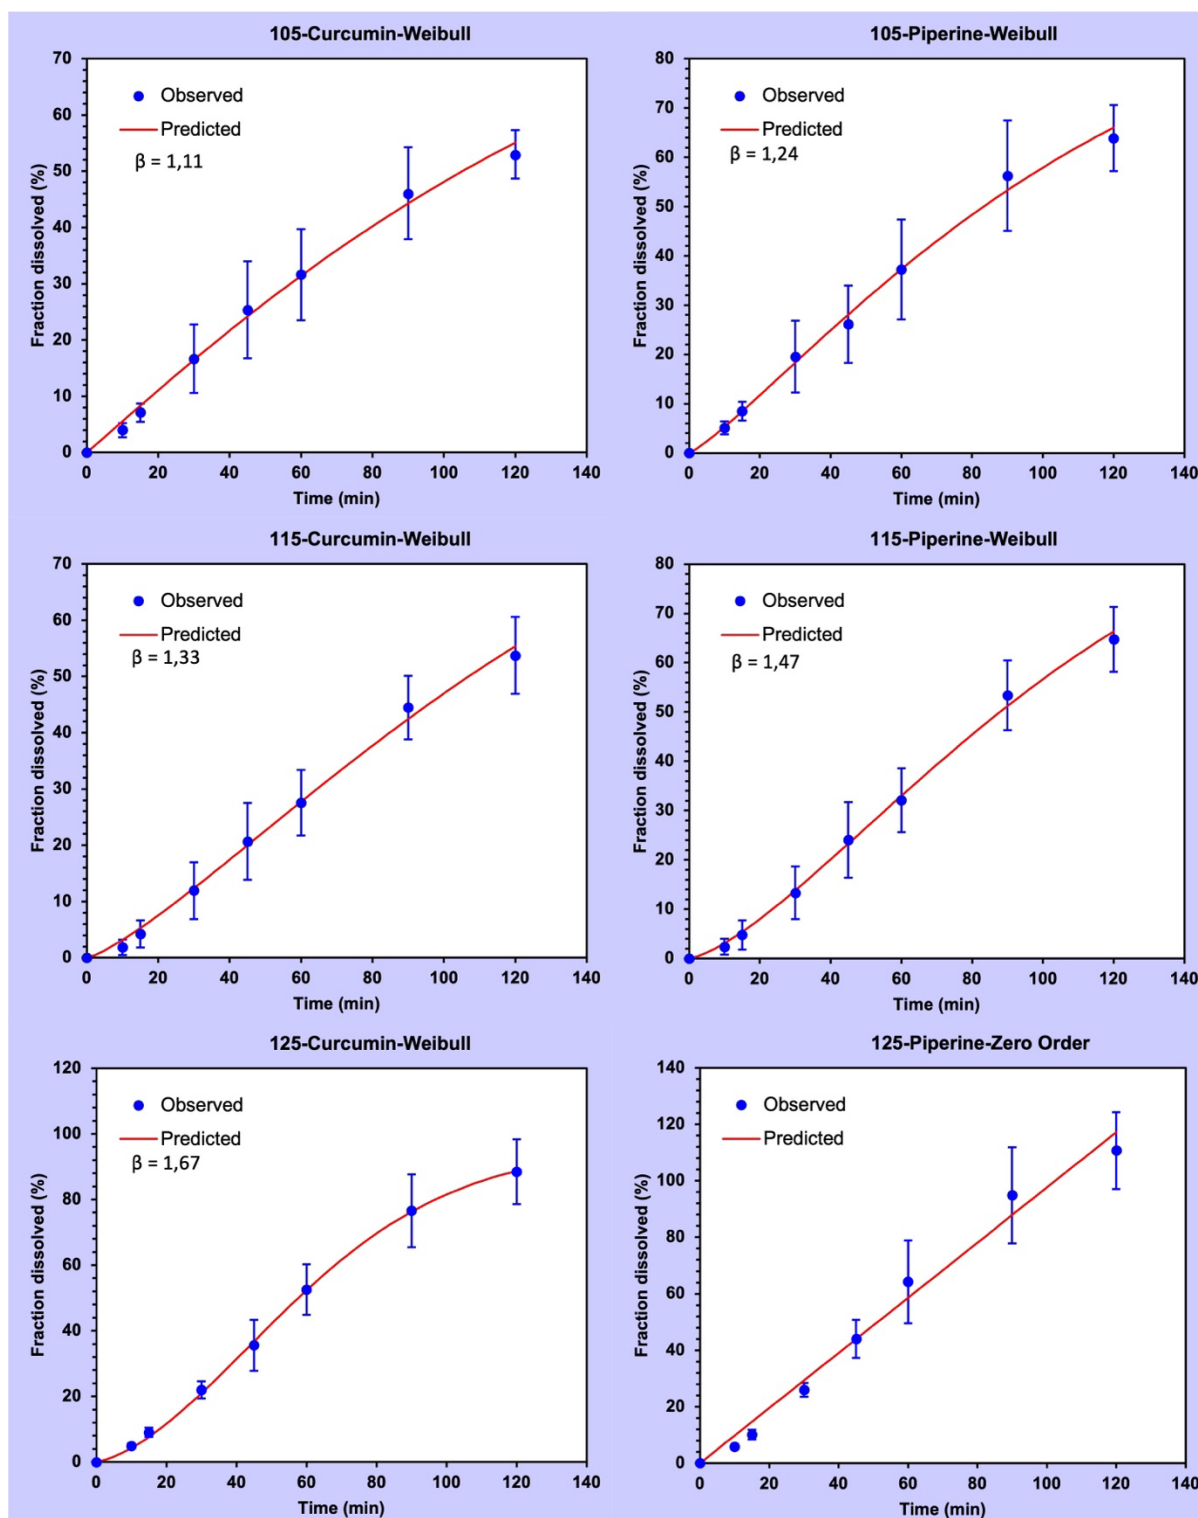 105-Curcumin-Weibull
Fraction dissolved (%)
70
60
50
40
30
20
10
0
Observed
Predicted
β = 1,11
0 20 40 60 80 100 120 140
Time (min)
105-Piperine-Weibull
Fraction dissolved (%)
80
70
60
50
40
30
20
10
0
Observed
Predicted
β = 1,24
0 20 40 60 80 100 120 140
Time (min)
115-Curcumin-Weibull
Fraction dissolved (%)
70
60
50
40
30
20
10
0
Observed
Predicted
β = 1,33
0 20 40 60 80 100 120 140
Time (min)
115-Piperine-Weibull
Fraction dissolved (%)
80
70
60
50
40
30
20
10
0
Observed
Predicted
β = 1,47
0 20 40 60 80 100 120 140
Time (min)
125-Curcumin-Weibull
Fraction dissolved (%)
120
100
80
60
40
20
0
Observed
Predicted
β = 1,67
0 20 40 60 80 100 120 140
Time (min)
125-Piperine-Zero Order
Fraction dissolved (%)
140
120
100
80
60
40
20
0
Observed
Predicted
0 20 40 60 80 100 120 140
Time (min)